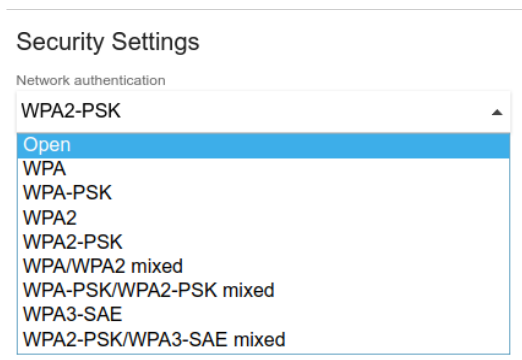 Security Settings
Network authentication
WPA2-PSK
Open
WPA
WPA-PSK
WPA2
WPA2-PSK
WPA/WPA2 mixed
WPA-PSK/WPA2-PSK mixed
WPA3-SAE
WPA2-PSK/WPA3-SAE mixed